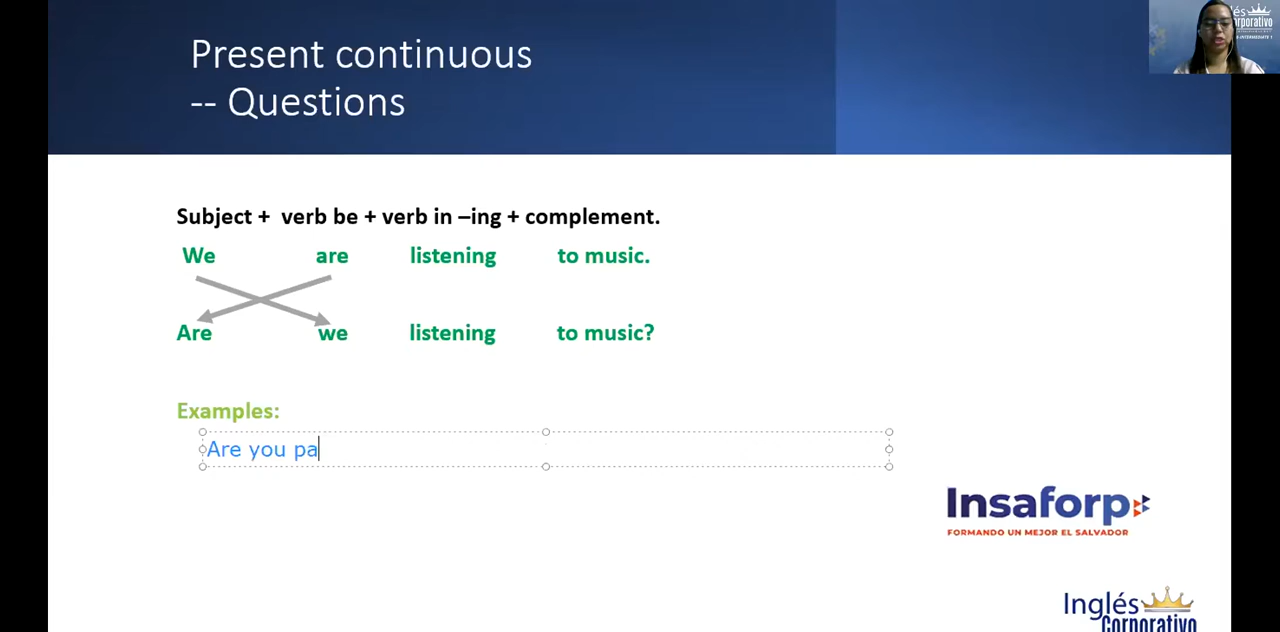 Present continuous
-- Questions
Subject + verb be + verb in –ing + complement.
We are listening to music.
Are we listening to music?
Examples:
Are you pa
Insaforp
FORMANDO UN MEJOR EL SALVADOR
Inglés
Corporativo